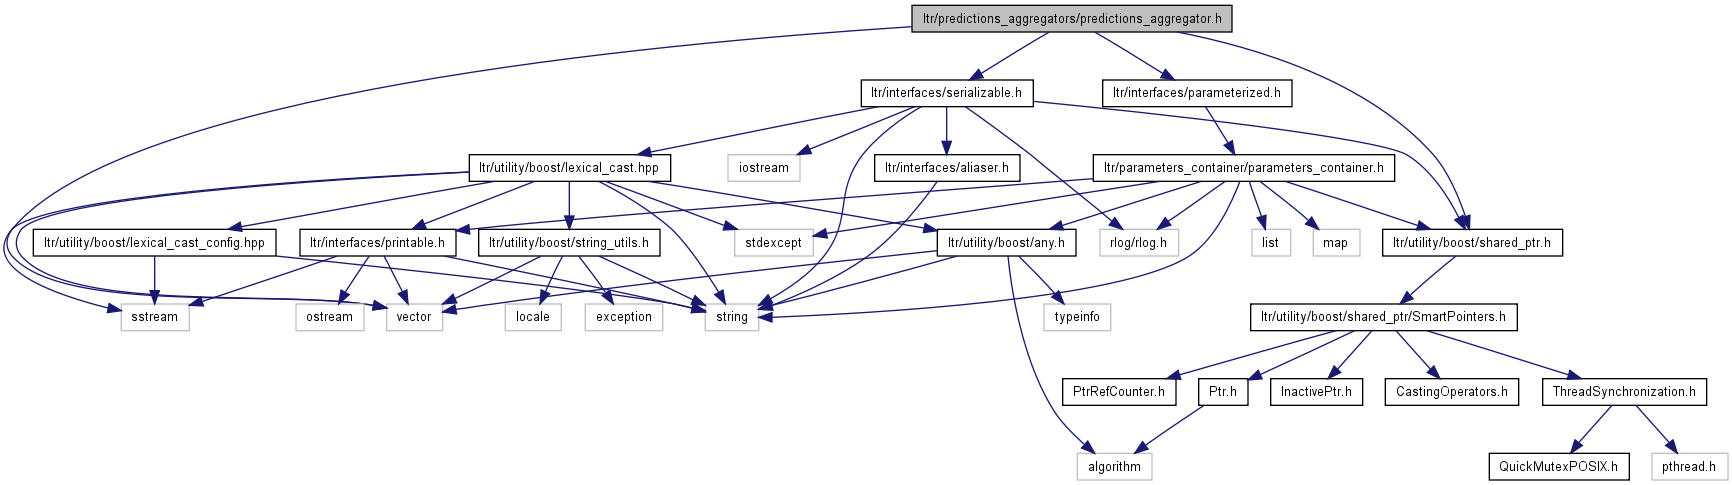 ltr/predictions_aggregators/predictions_aggregator.h
ltr/interfaces/serializable.h
ltr/interfaces/parameterized.h
ltr/utility/boost/lexical_cast.hpp
iostream
ltr/interfaces/aliaser.h
ltr/parameters_container/parameters_container.h
ltr/utility/boost/lexical_cast_config.hpp
ltr/interfaces/printable.h
ltr/utility/boost/string_utils.h
stdexcept
ltr/utility/boost/any.h
rlog/rlog.h
list
map
ltr/utility/boost/shared_ptr.h
sstream
ostream
vector
locale
exception
string
typeinfo
ltr/utility/boost/shared_ptr/SmartPointers.h
PtrRefCounter.h
Ptr.h
InactivePtr.h
CastingOperators.h
ThreadSynchronization.h
algorithm
QuickMutexPOSIX.h
pthread.h